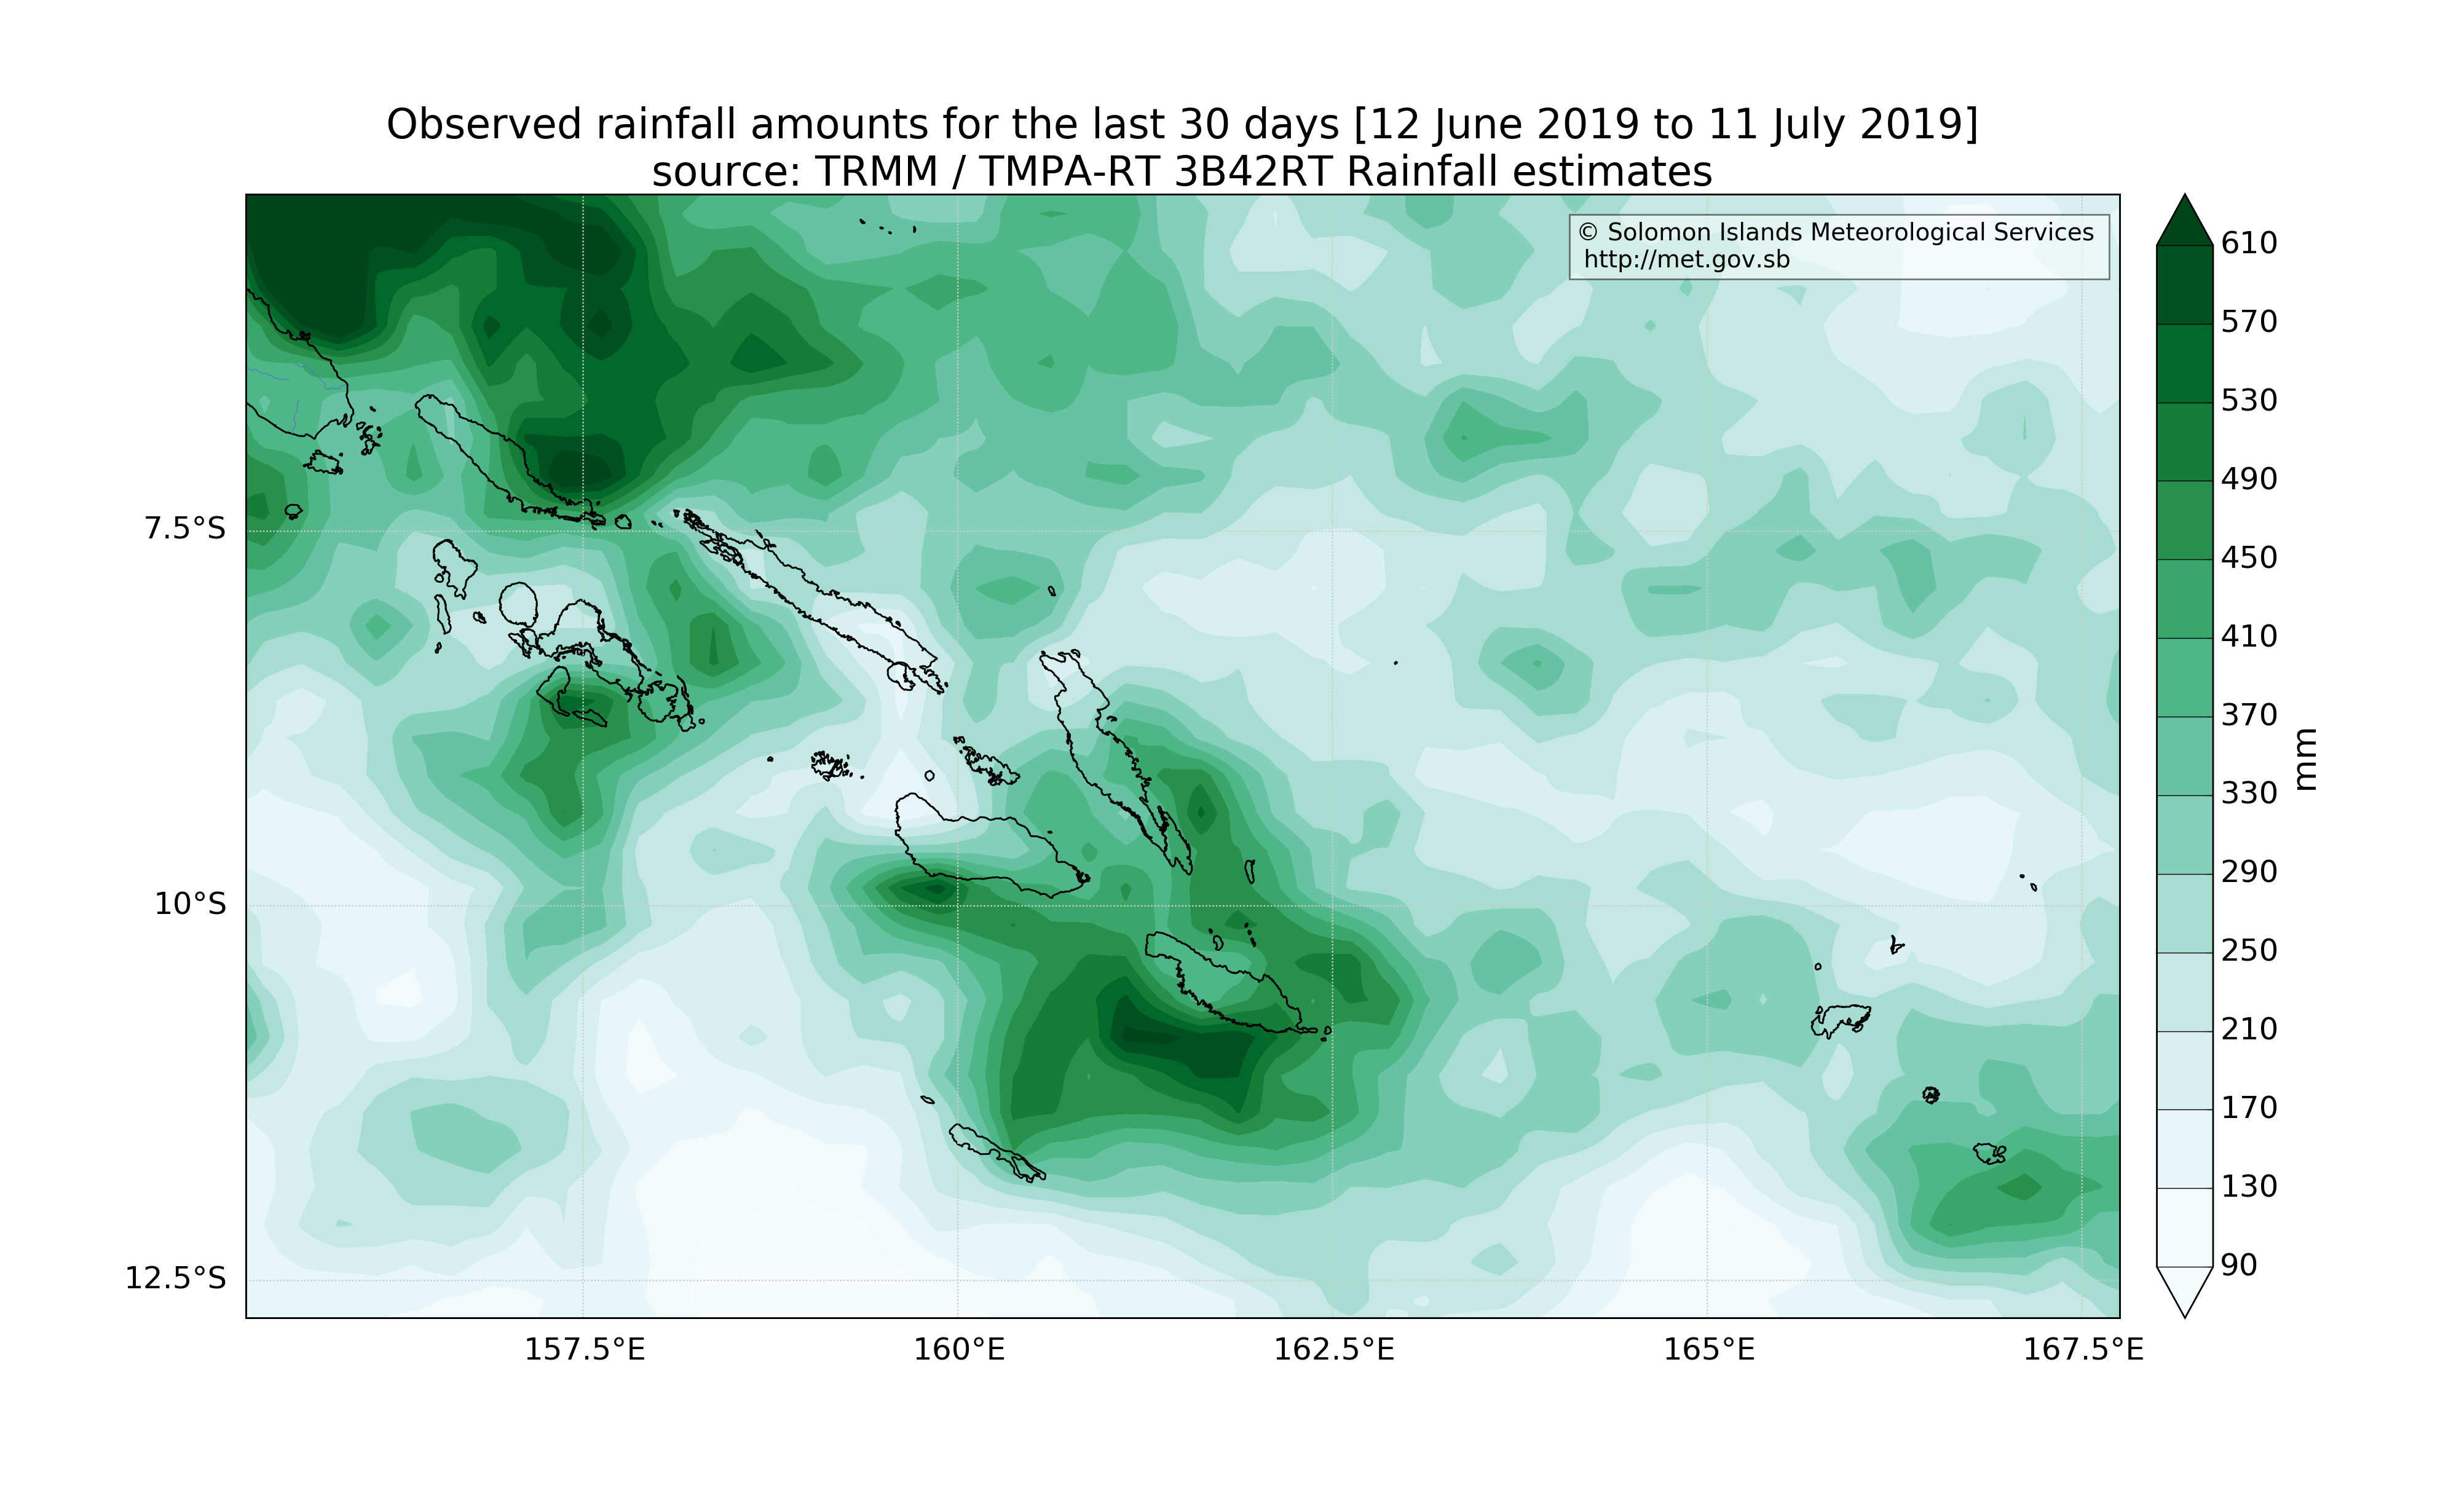 Observed rainfall amounts for the last 30 days [12 June 2019 to 11 July 2019]
source: TRMM / TMPA-RT 3B42RT Rainfall estimates
© Solomon Islands Meteorological Services
http://met.gov.sb
7.5°S
10°S
12.5°S
157.5°E
160°E
162.5°E
165°E
167.5°E
610
570
530
490
450
410
370
330
290
250
210
170
130
90
mm